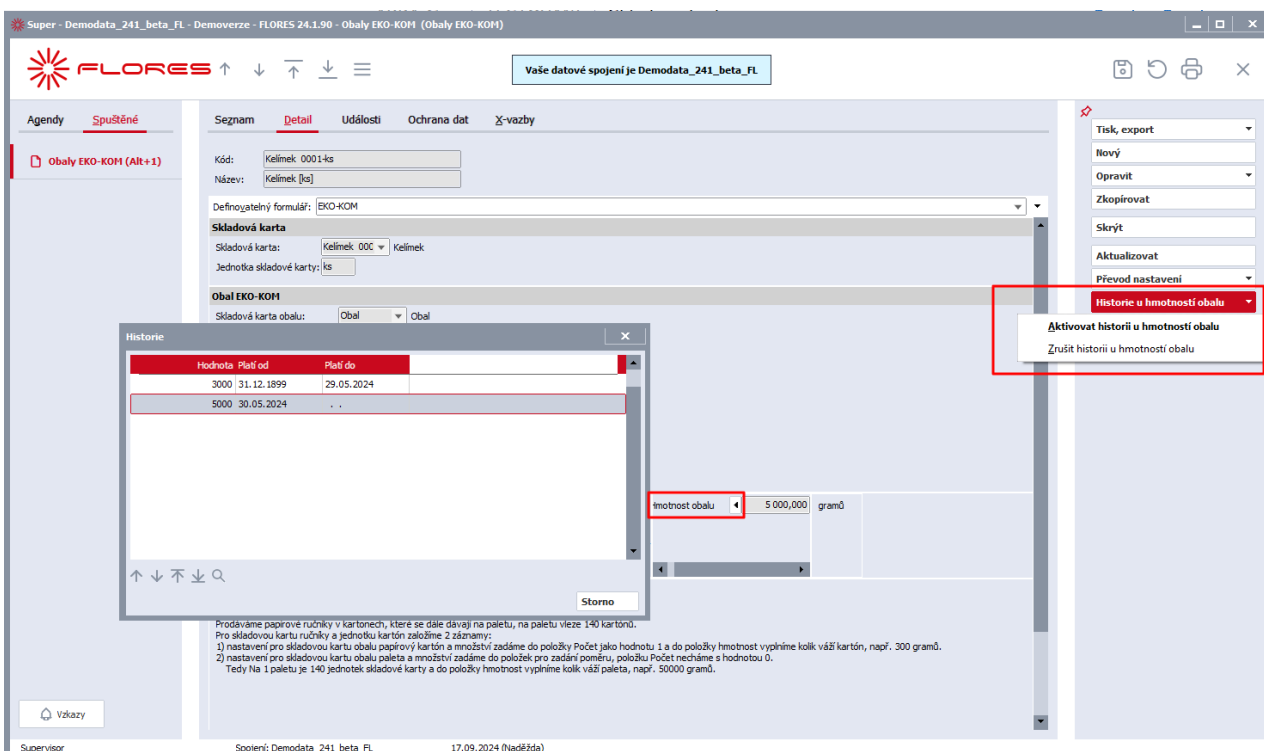 Super - Demodata_241_beta_FL - Demoverze - FLORES 24.1.90 - Obaly EKO-KOM (Obaly EKO-KOM)
FLORES
Vaše datové spojení je Demodata_241_beta_FL
Agendy Spuštěné
Obaly EKO-KOM (Alt+1)
Seznam Detail Události Ochrana dat X-vazby
Kód: Kelímek 0001-ks
Název: Kelímek [ks]
Definovatelný formulář: EKO-KOM
Skladová karta
Skladová karta: Kelímek 000 Kelímek
Jednotka skladové karty: ks
Obal EKO-KOM
Skladová karta obalu: Obal Obal
Historie
Hodnota Platí od Platí do
3000 31.12.1899 29.05.2024
5000 30.05.2024 . .
Storno
hmotnost obalu 5 000,000 gramů
Prodáváme papírové ručníky v kartonech, které se dále dávají na paletu, na paletu vleze 140 kartónů.
Pro skladovou kartu ručníky a jednotku kartón založíme 2 záznamy:
1) nastavení pro skladovou kartu obalu papírový kartón a množství zadáme do položky Počet jako hodnotu 1 a do položky hmotnost vyplníme kolik váží kartón, např. 300 gramů.
2) nastavení pro skladovou kartu obalu paleta a množství zadáme do položek pro zadání poměru, položku Počet necháme s hodnotou 0.
Tedy Na 1 paletu je 140 jednotek skladové karty a do položky hmotnost vyplníme kolik váží paleta, např. 50000 gramů.
Tisk, export
Nový
Opravit
Zkopírovat
Skrýt
Aktualizovat
Převod nastavení
Historie u hmotností obalu
Aktivovat historii u hmotností obalu
Zrušit historii u hmotností obalu
Vzkazy
Supervisor Spojení: Demodata_241_beta_FL 17.09.2024 (Naděžda)